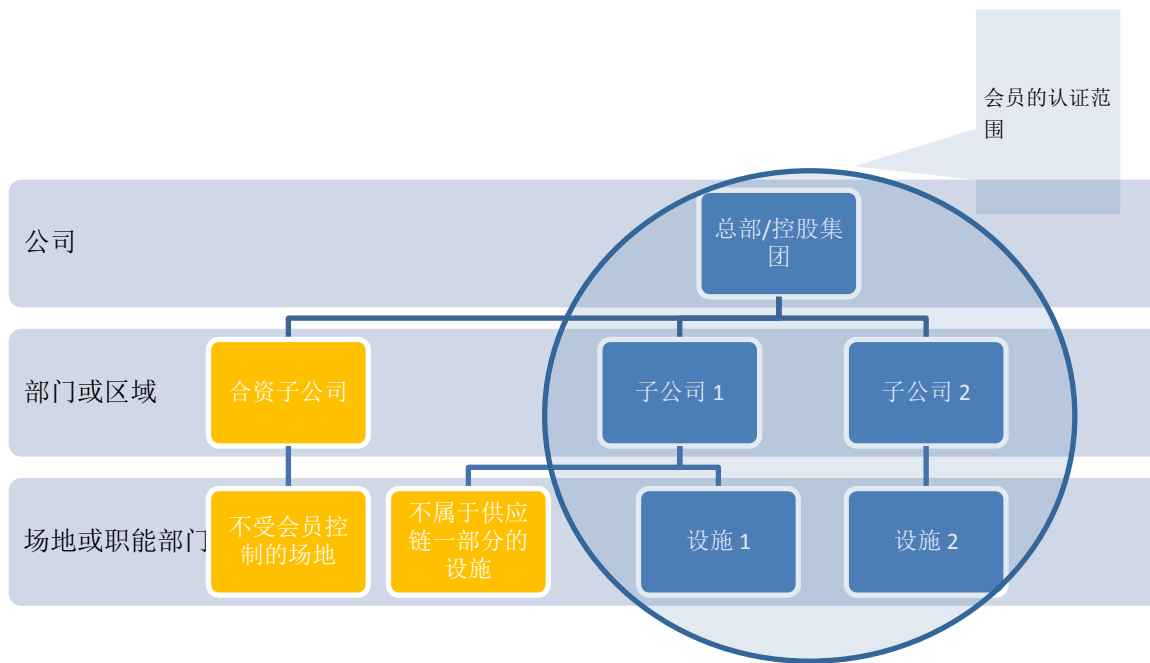 会员的认证范
围
公司
总部/控股集
团
部门或区域
合资子公司
子公司 1
子公司 2
场地或职能部门
不受会员控
制的场地
不属于供应
链一部分的
设施
设施 1
设施 2